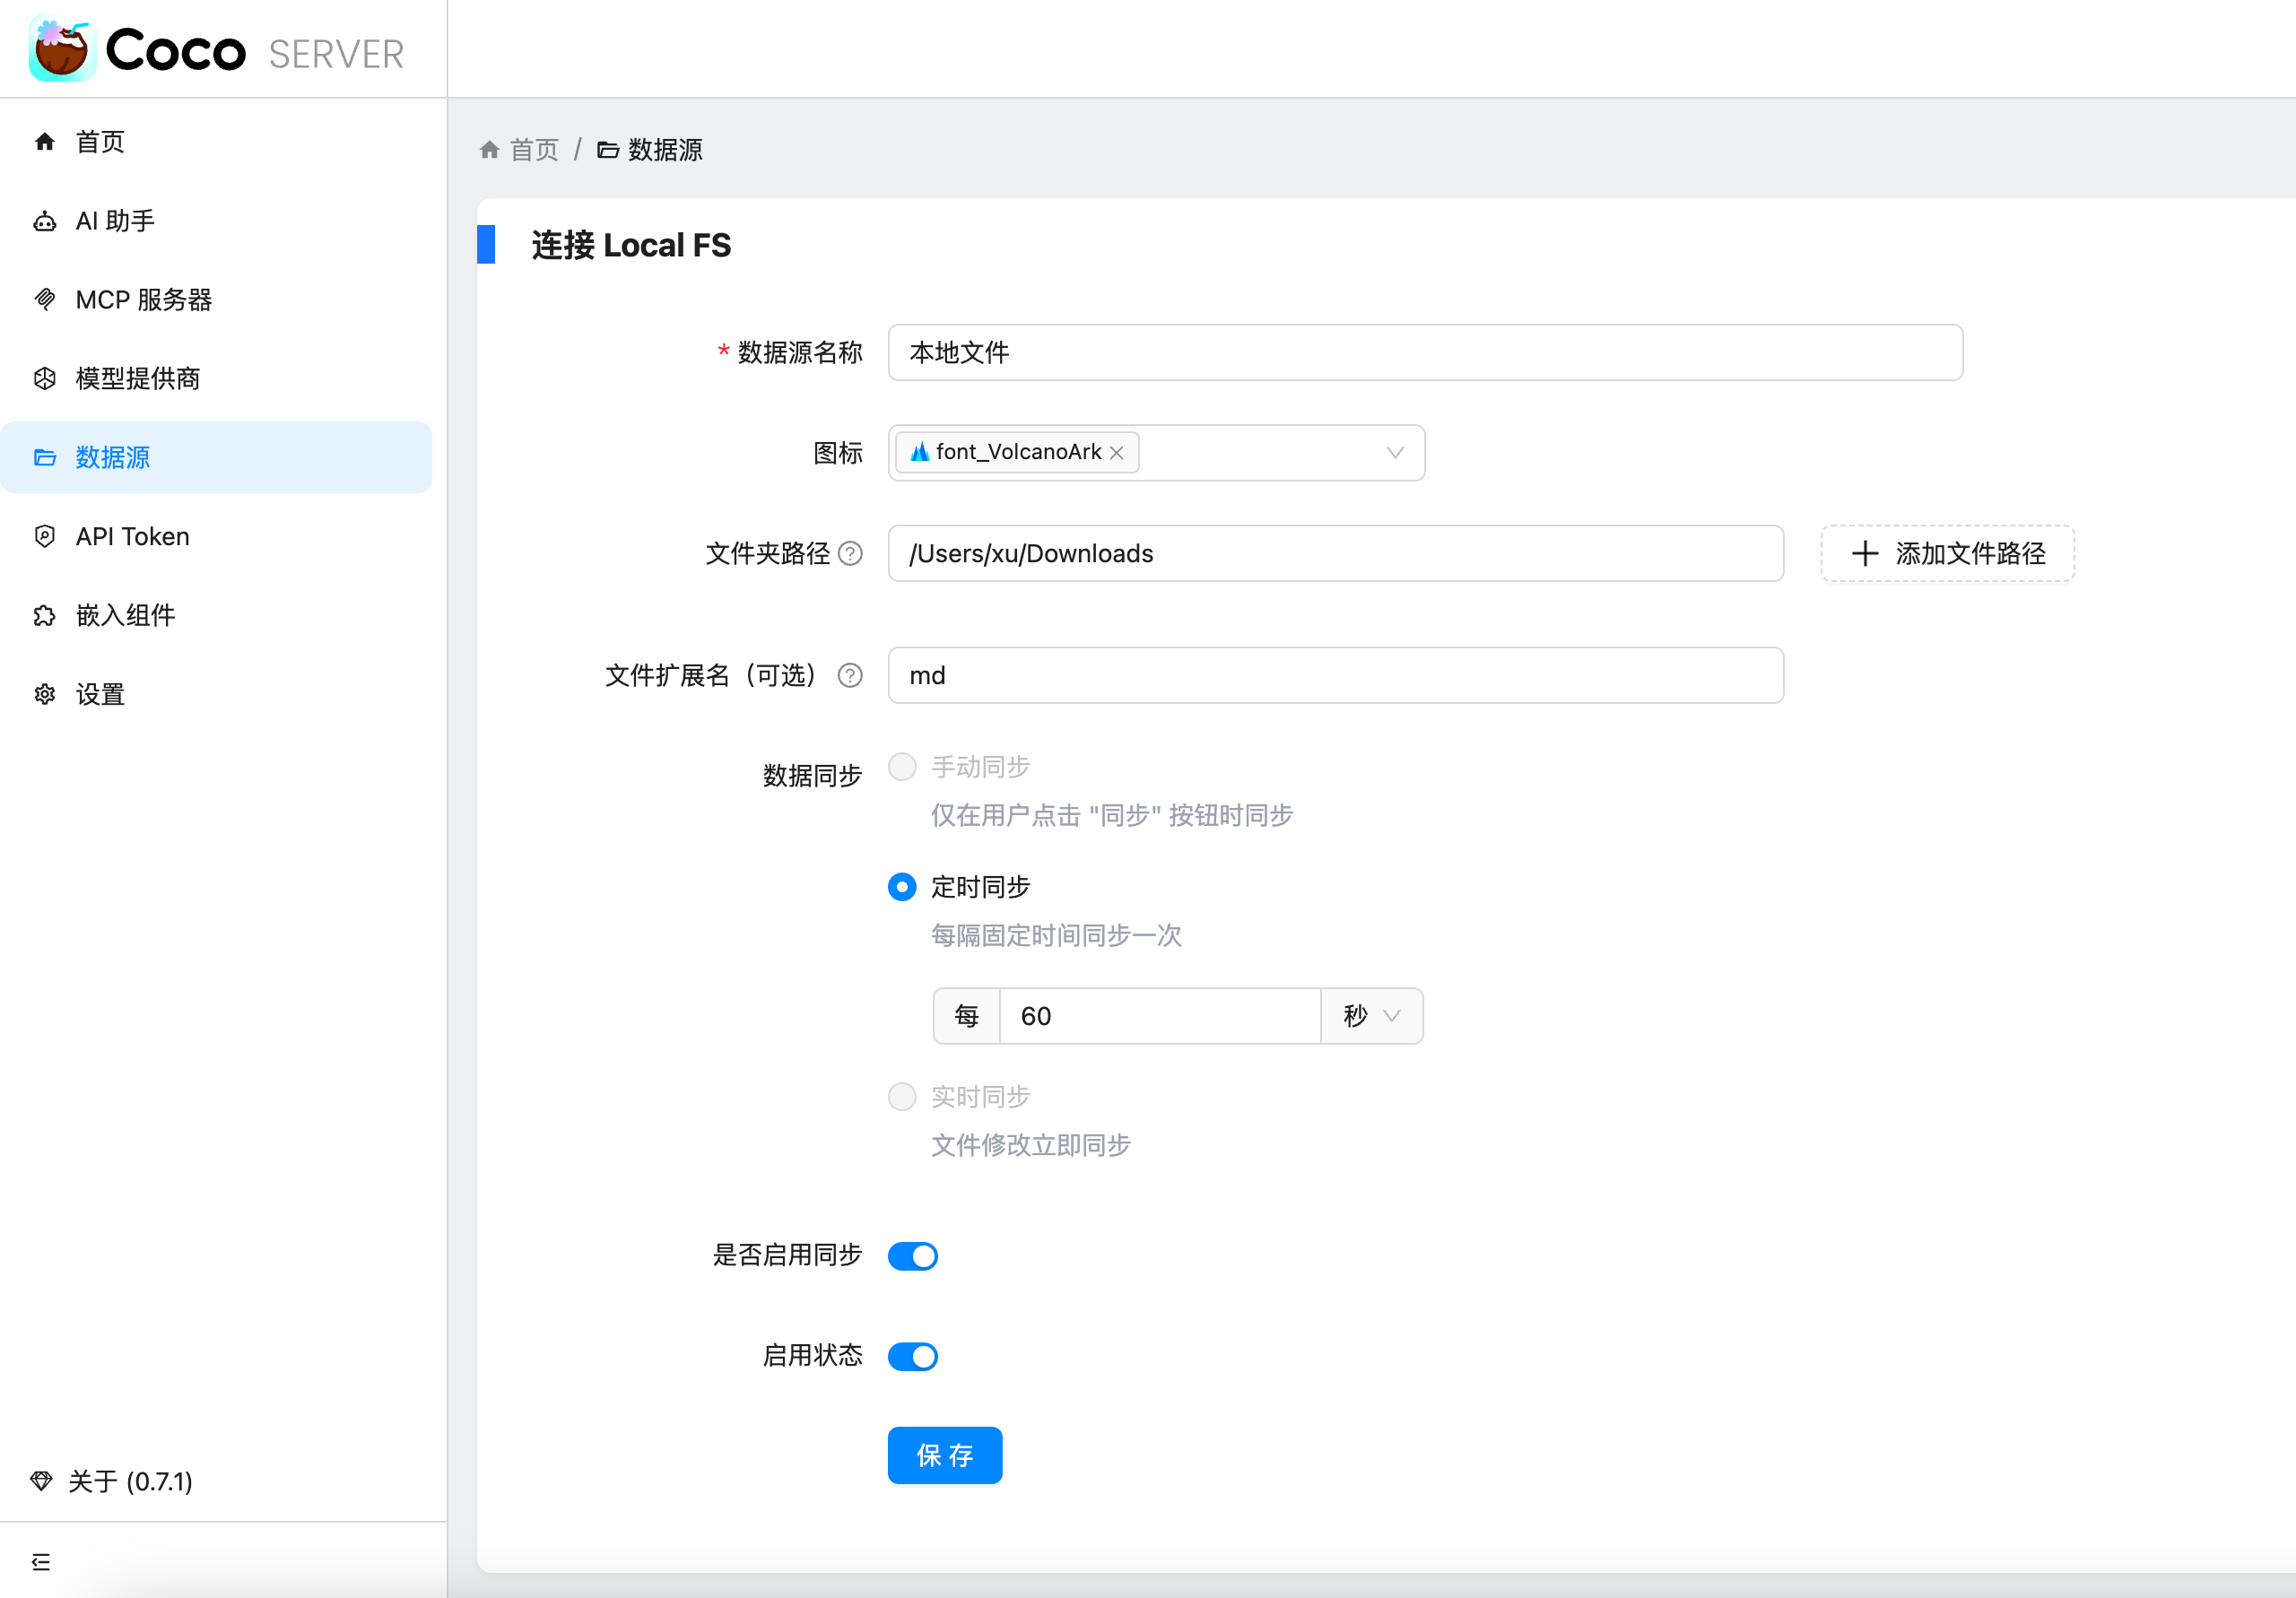 Coco SERVER
首页
AI 助手
MCP 服务器
模型提供商
数据源
API Token
嵌入组件
设置
关于 (0.7.1)
首页 / 数据源
连接 Local FS
* 数据源名称 本地文件
图标 font_VolcanoArk
文件夹路径 ? /Users/xu/Downloads + 添加文件路径
文件扩展名（可选） ? md
数据同步 手动同步
仅在用户点击 "同步" 按钮时同步
定时同步
每隔固定时间同步一次
每 60 秒
实时同步
文件修改立即同步
是否启用同步
启用状态
保 存